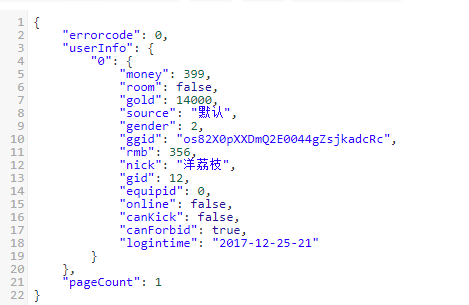 1 {
2 "errorcode": 0,
3 "userInfo": {
4 "0": {
5 "money": 399,
6 "room": false,
7 "gold": 14000,
8 "source": "默认",
9 "gender": 2,
10 "ggid": "os82X0pXXDmQ2E0044gZsjkadcRc",
11 "rmb": 356,
12 "nick": "洋荔枝",
13 "gid": 12,
14 "equipid": 0,
15 "online": false,
16 "canKick": false,
17 "canForbid": true,
18 "logintime": "2017-12-25-21"
19 }
20 },
21 "pageCount": 1
22 }